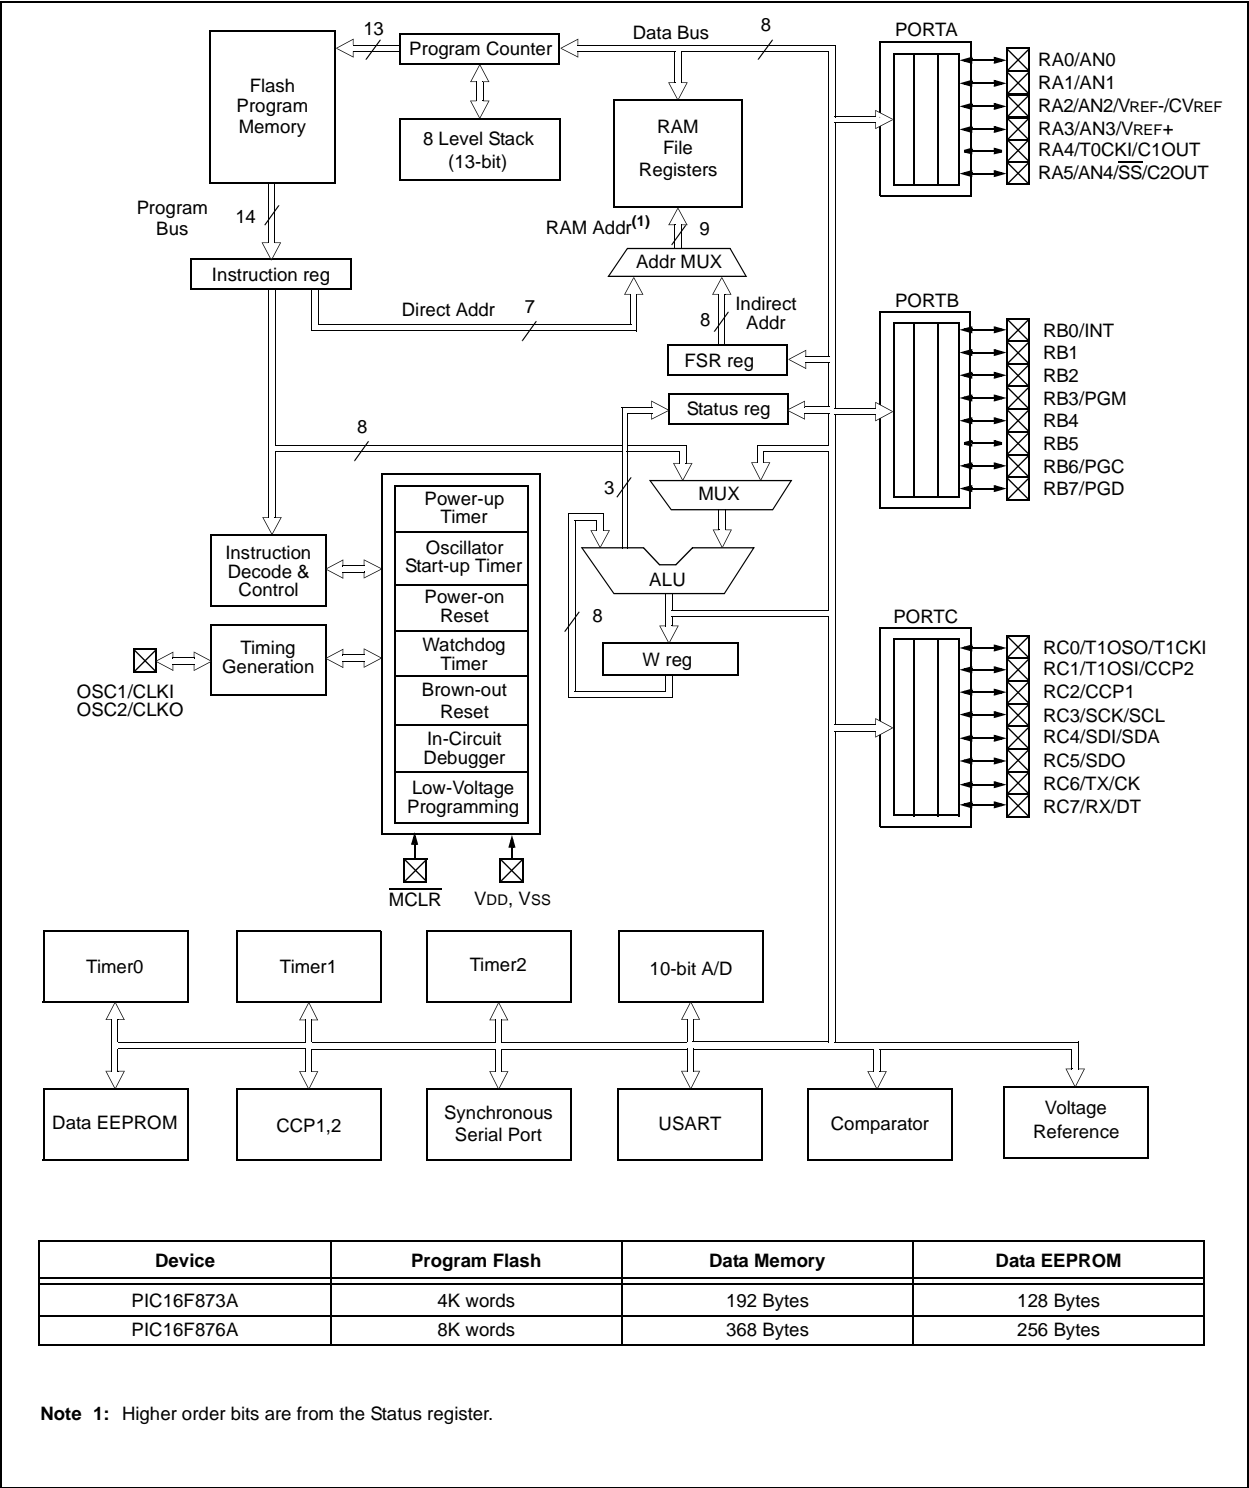 13
Data Bus
8
PORTA
Program Counter
Flash
Program
Memory
8 Level Stack
(13-bit)
RAM
File
Registers
RA0/AN0
RA1/AN1
RA2/AN2/VREF-/CVREF
RA3/AN3/VREF+
RA4/T0CKI/C1OUT
RA5/AN4/SS/C2OUT
Program
Bus
14
RAM Addr(1)
9
Instruction reg
Addr MUX
Direct Addr
7
8
Indirect
Addr
FSR reg
Status reg
PORTB
RB0/INT
RB1
RB2
RB3/PGM
RB4
RB5
RB6/PGC
RB7/PGD
8
3
MUX
ALU
8
W reg
Instruction
Decode &
Control
Timing
Generation
OSC1/CLKI
OSC2/CLKO
Power-up
Timer
Oscillator
Start-up Timer
Power-on
Reset
Watchdog
Timer
Brown-out
Reset
In-Circuit
Debugger
Low-Voltage
Programming
MCLR
VDD, VSS
PORTC
RC0/T1OSO/T1CKI
RC1/T1OSI/CCP2
RC2/CCP1
RC3/SCK/SCL
RC4/SDI/SDA
RC5/SDO
RC6/TX/CK
RC7/RX/DT
Timer0
Timer1
Timer2
10-bit A/D
Data EEPROM
CCP1,2
Synchronous
Serial Port
USART
Comparator
Voltage
Reference
Device Program Flash Data Memory Data EEPROM
PIC16F873A 4K words 192 Bytes 128 Bytes
PIC16F876A 8K words 368 Bytes 256 Bytes
Note 1: Higher order bits are from the Status register.